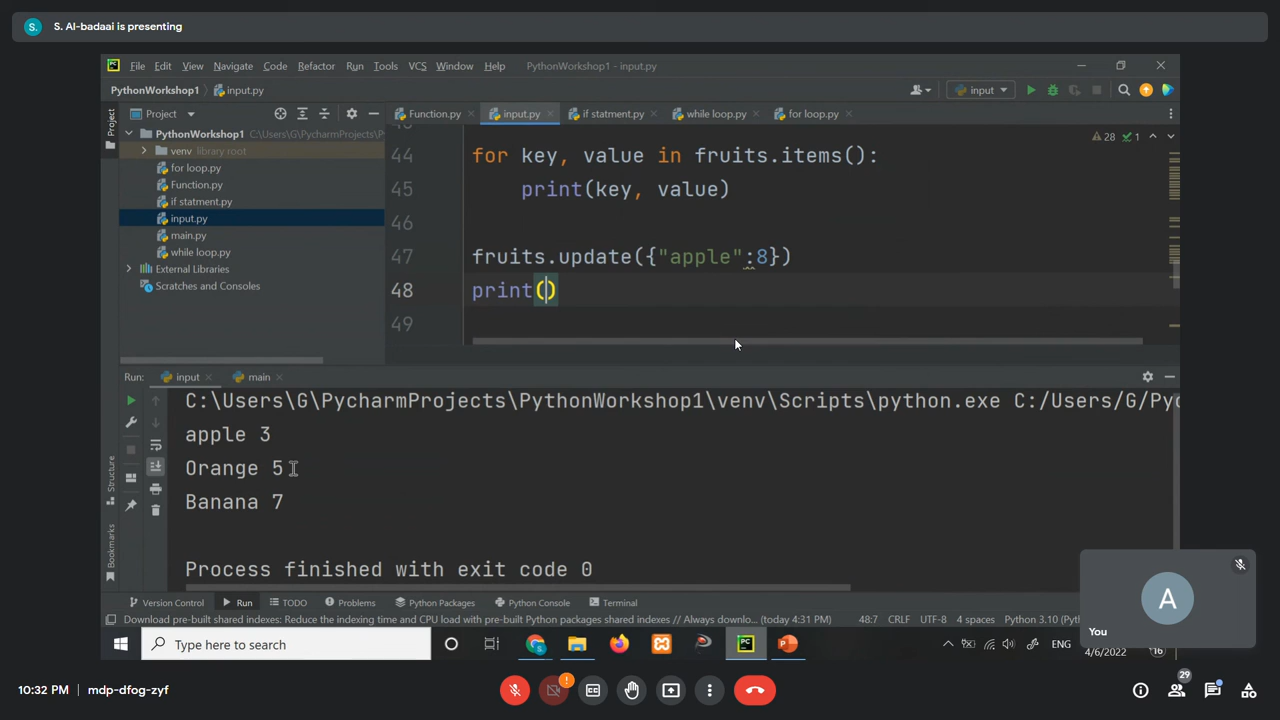 S.
S. Al-badaai is presenting
PC
File Edit View Navigate Code Refactor Run Tools VCS Window Help PythonWorkshop1 - input.py
PythonWorkshop1 input.py
input
Project
Project
Function.py input.py if statment.py while loop.py for loop.py
PythonWorkshop1 C:\Users\G\PycharmProjects\
venv library root
for loop.py
Function.py
if statment.py
input.py
main.py
while loop.py
External Libraries
Scratches and Consoles
28 1
44 for key, value in fruits.items():
45 print(key, value)
46
47 fruits.update({"apple":8})
48 print()
49
Run: input main
C:\Users\G\PycharmProjects\PythonWorkshop1\venv\Scripts\python.exe C:/Users/G/Pyc
apple 3
Orange 5
Banana 7
Process finished with exit code 0
Structure
Bookmarks
Version Control Run TODO Problems Python Packages Python Console Terminal
Download pre-built shared indexes: Reduce the indexing time and CPU load with pre-built Python packages shared indexes // Always downlo... (today 4:31 PM) 48:7 CRLF UTF-8 4 spaces Python 3.10 (Pyth
Type here to search
PC
ENG
4/6/2022
16
A
You
10:32 PM mdp-dfog-zyf
CC
29